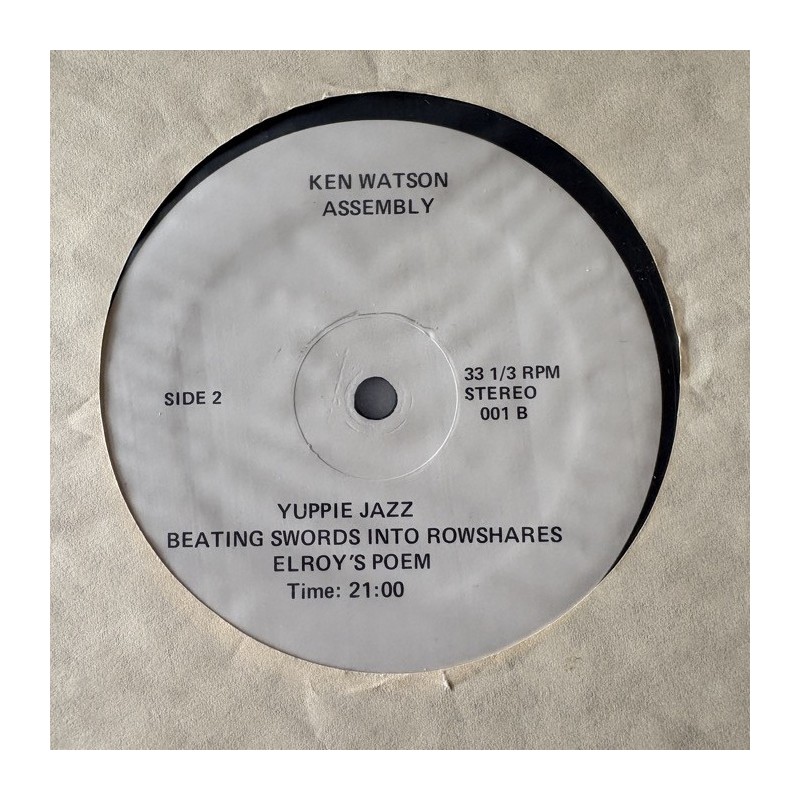 KEN WATSON
ASSEMBLY
SIDE 2
33 1/3 RPM
STEREO
001 B
YUPPIE JAZZ
BEATING SWORDS INTO ROWSHARES
ELROY'S POEM
Time: 21:00